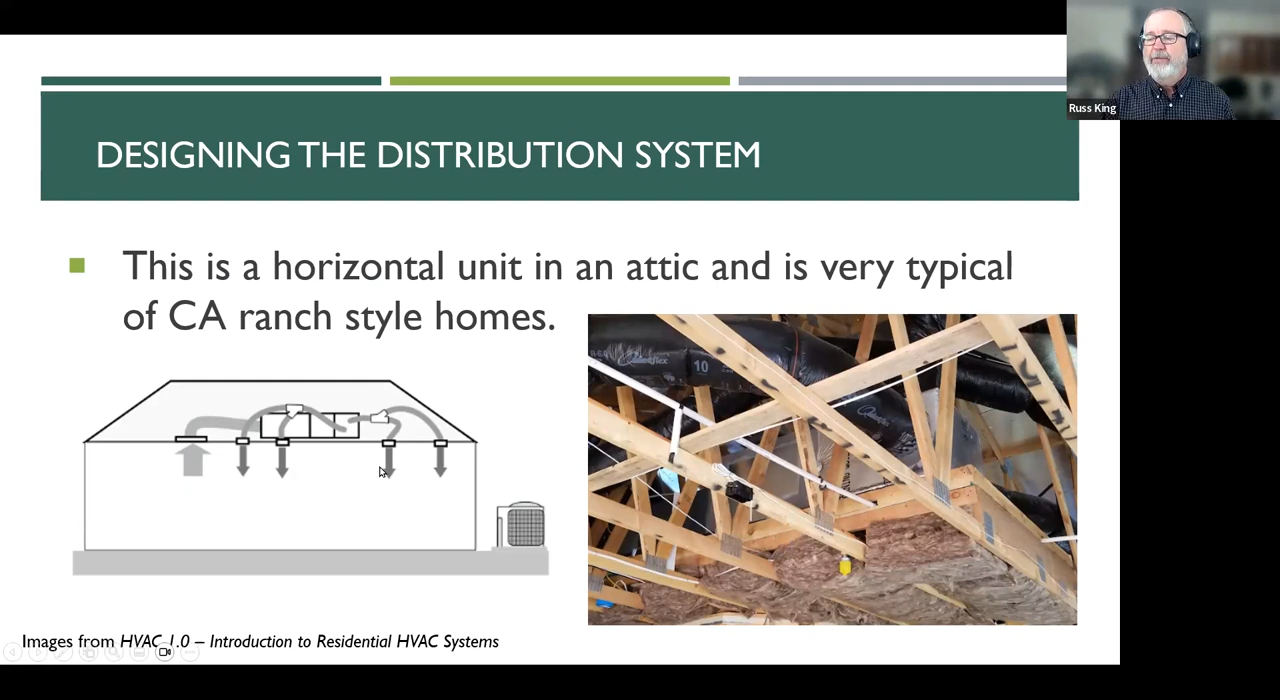 Russ King
DESIGNING THE DISTRIBUTION SYSTEM
This is a horizontal unit in an attic and is very typical
of CA ranch style homes.
10
Images from HVAC 1.0 – Introduction to Residential HVAC Systems